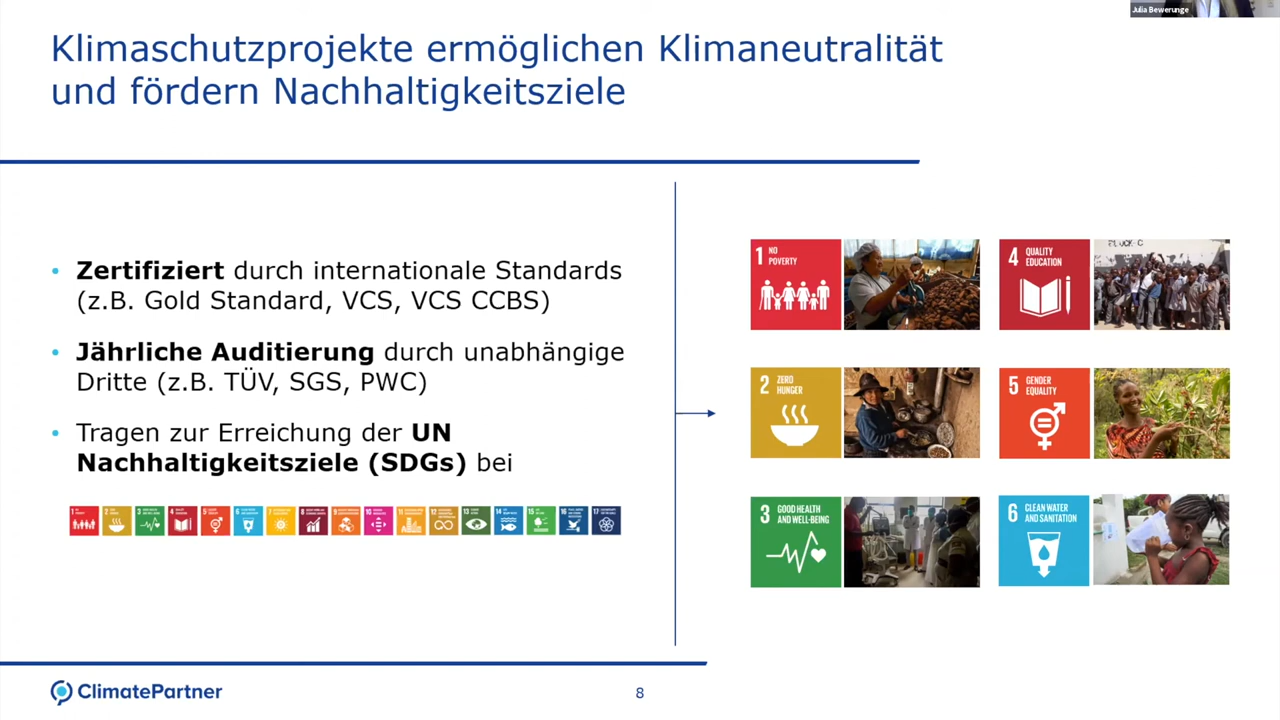 Julia Bewerunge
Klimaschutzprojekte ermöglichen Klimaneutralität
und fördern Nachhaltigkeitsziele
• Zertifiziert durch internationale Standards
(z.B. Gold Standard, VCS, VCS CCBS)
• Jährliche Auditierung durch unabhängige
Dritte (z.B. TÜV, SGS, PWC)
• Tragen zur Erreichung der UN
Nachhaltigkeitsziele (SDGs) bei
1 NO
POVERTY
4 QUALITY
EDUCATION
2 ZERO
HUNGER
5 GENDER
EQUALITY
3 GOOD HEALTH
AND WELL-BEING
6 CLEAN WATER
AND SANITATION
ClimatePartner
8